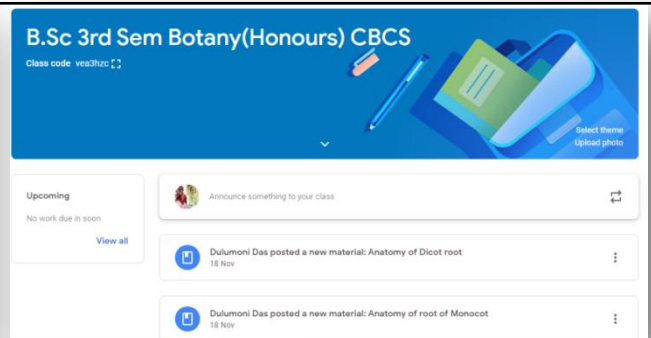 B.Sc 3rd Sem Botany(Honours) CBCS
Class code vea3hzc
Select theme
Upload photo
Upcoming
No work due in soon
View all
Announce something to your class
Dulumoni Das posted a new material: Anatomy of Dicot root
18 Nov
Dulumoni Das posted a new material: Anatomy of root of Monocot
18 Nov